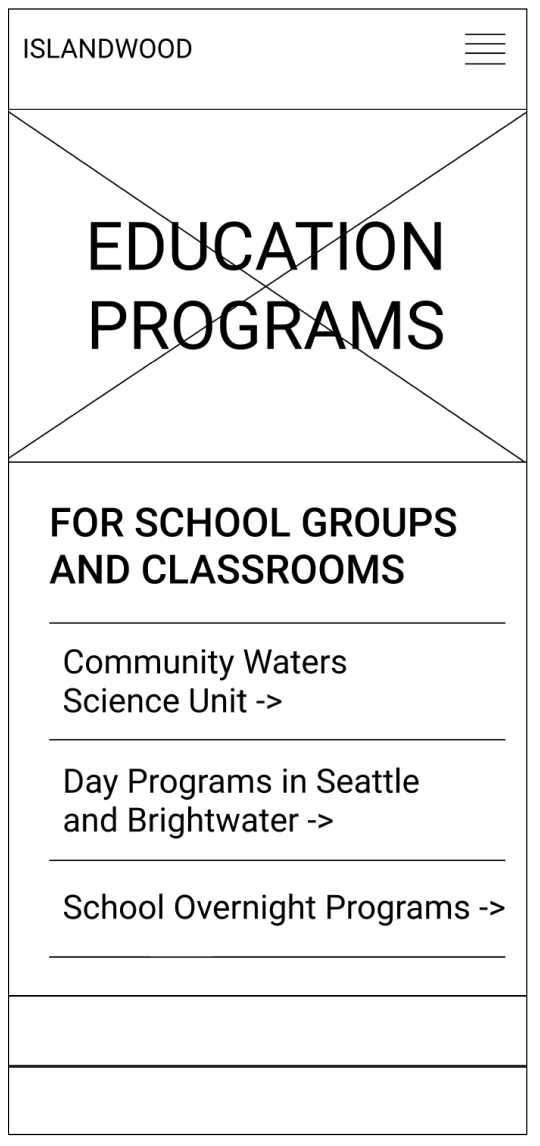 ISLANDWOOD
EDUCATION
PROGRAMS
FOR SCHOOL GROUPS
AND CLASSROOMS
Community Waters
Science Unit ->
Day Programs in Seattle
and Brightwater ->
School Overnight Programs ->